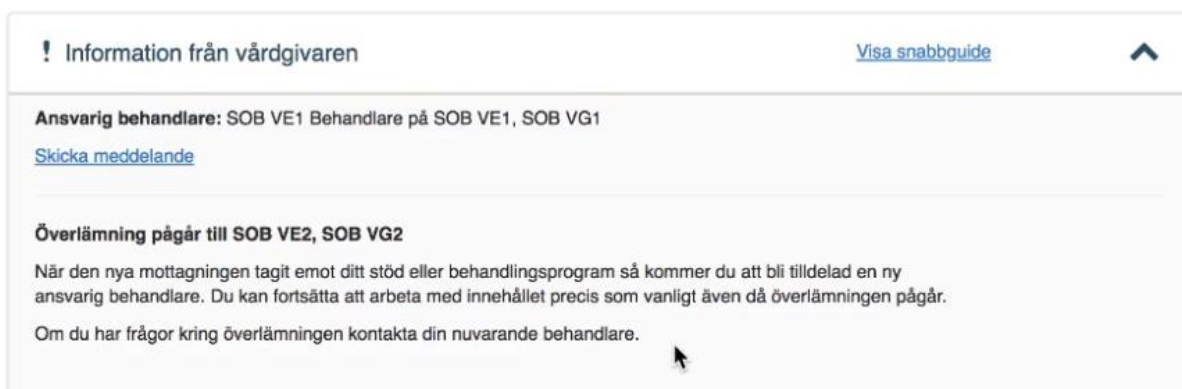 ! Information från vårdgivaren Visa snabbguide
Ansvarig behandlare: SOB VE1 Behandlare på SOB VE1, SOB VG1
Skicka meddelande
Överlämning pågår till SOB VE2, SOB VG2
När den nya mottagningen tagit emot ditt stöd eller behandlingsprogram så kommer du att bli tilldelad en ny
ansvarig behandlare. Du kan fortsätta att arbeta med innehållet precis som vanligt även då överlämningen pågår.
Om du har frågor kring överlämningen kontakta din nuvarande behandlare.